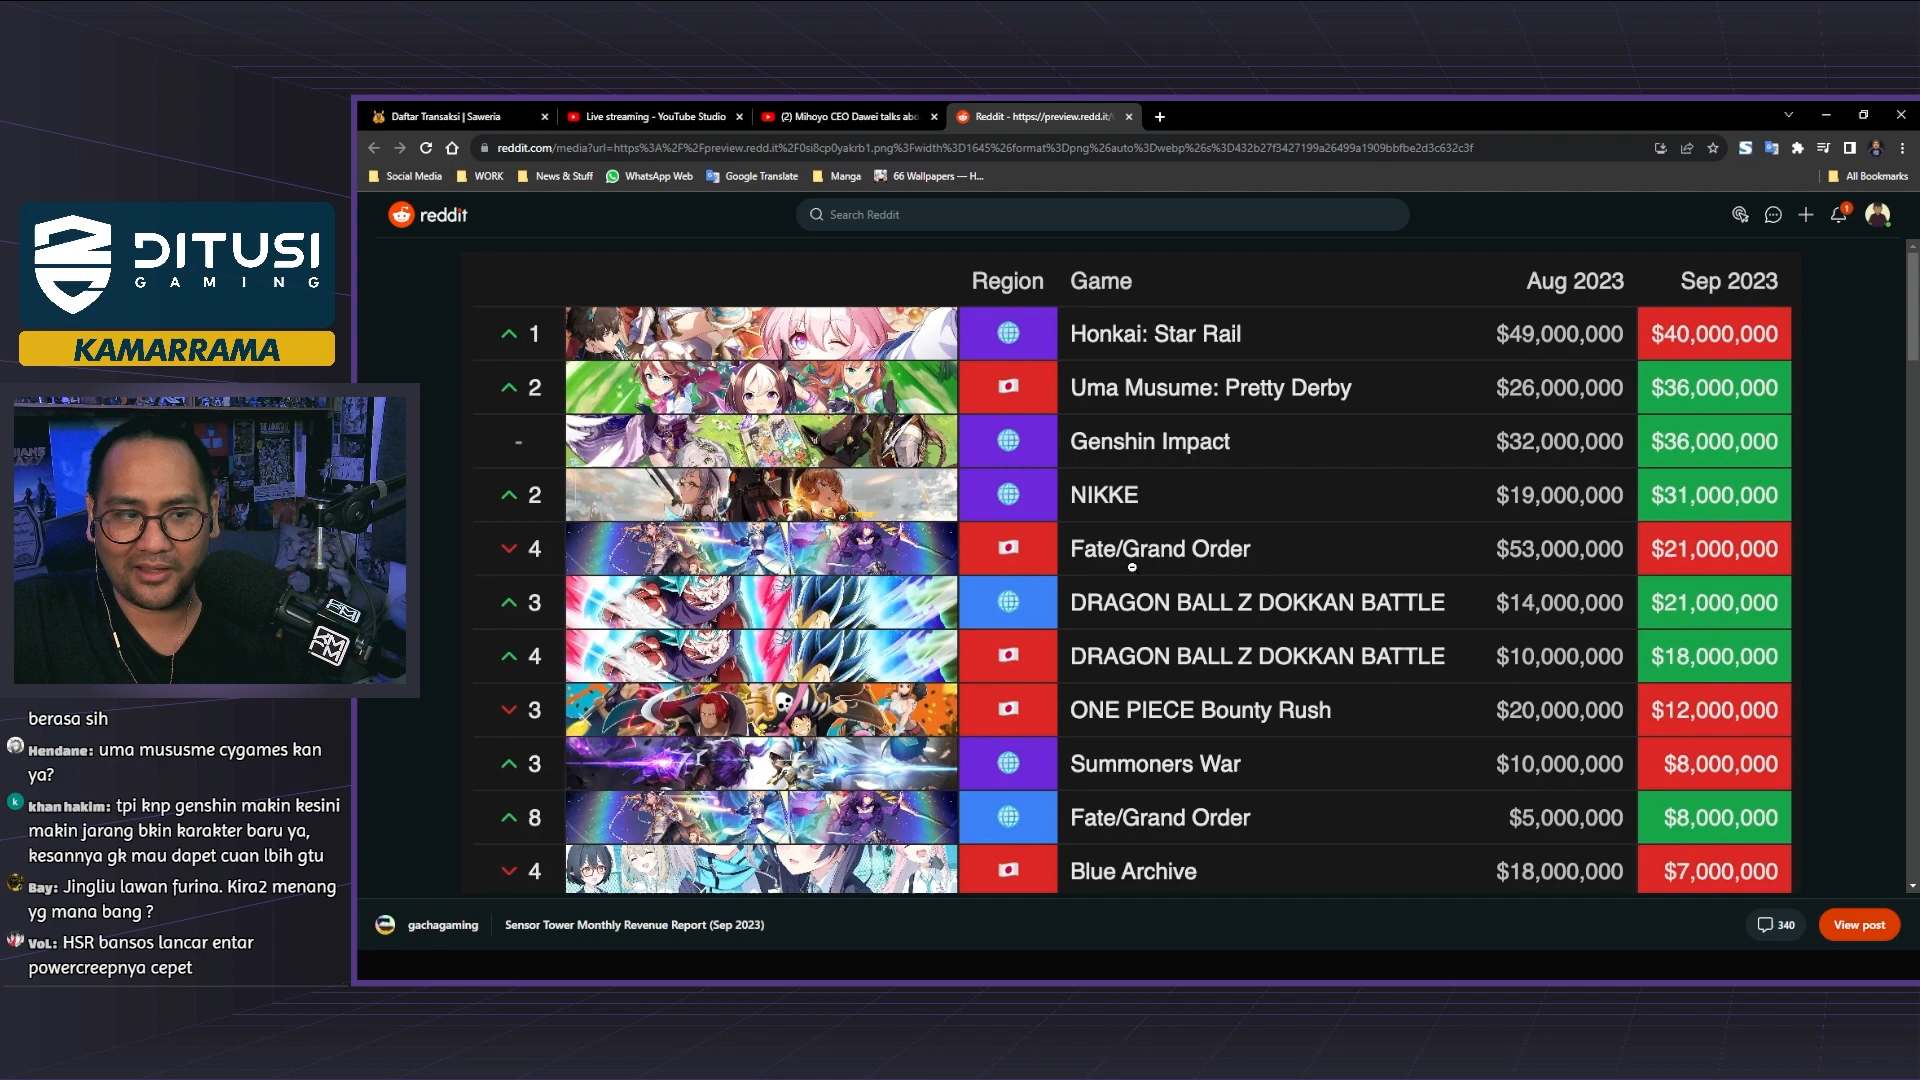 Daftar Transaksi | Saweria
Live streaming - YouTube Studio
(2) Mihoyo CEO Dawei talks abo
Reddit - https://preview.redd.it/
reddit.com/media?url=https%3A%2F%2Fpreview.redd.it%2F0si8cp0yakrb1.png%3Fwidth%3D1645%26format%3Dpng%26auto%3Dwebp%26s%3D432b27f3427199a26499a1909bbfbe2d3c632c3f
Social Media
WORK
News & Stuff
WhatsApp Web
Google Translate
Manga
66 Wallpapers — H...
All Bookmarks
reddit
Search Reddit
1
DITUSI
GAMING
KAMARRAMA
Region Game Aug 2023 Sep 2023
1 Honkai: Star Rail $49,000,000 $40,000,000
2 Uma Musume: Pretty Derby $26,000,000 $36,000,000
- Genshin Impact $32,000,000 $36,000,000
2 NIKKE $19,000,000 $31,000,000
4 Fate/Grand Order $53,000,000 $21,000,000
3 DRAGON BALL Z DOKKAN BATTLE $14,000,000 $21,000,000
4 DRAGON BALL Z DOKKAN BATTLE $10,000,000 $18,000,000
3 ONE PIECE Bounty Rush $20,000,000 $12,000,000
3 Summoners War $10,000,000 $8,000,000
8 Fate/Grand Order $5,000,000 $8,000,000
4 Blue Archive $18,000,000 $7,000,000
gachagaming
Sensor Tower Monthly Revenue Report (Sep 2023)
340
View post
berasa sih
Hendane: uma mususme cygames kan
ya?
k
khan hakim: tpi knp genshin makin kesini
makin jarang bkin karakter baru ya,
kesannya gk mau dapet cuan lbih gtu
Bay: Jingliu lawan furina. Kira2 menang
yg mana bang ?
VoL: HSR bansos lancar entar
powercreepnya cepet